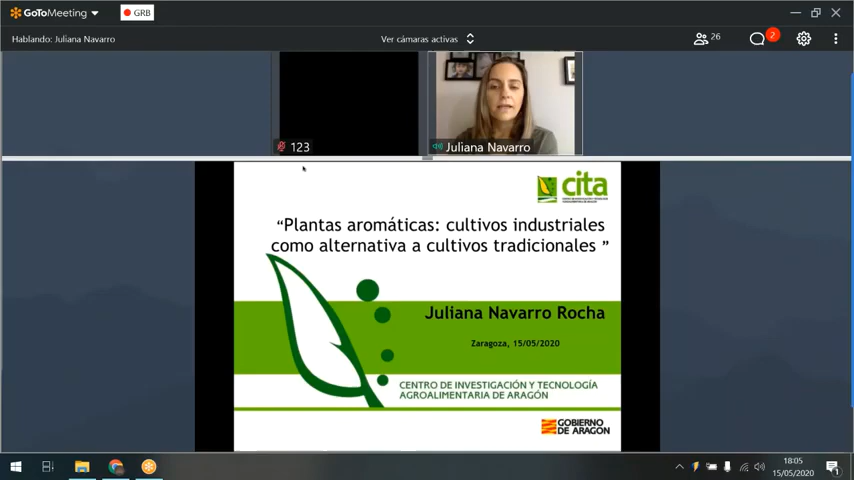 GoToMeeting
GRB
Hablando: Juliana Navarro
Ver cámaras activas
26
2
123
Juliana Navarro
cita
“Plantas aromáticas: cultivos industriales
como alternativa a cultivos tradicionales ”
Juliana Navarro Rocha
Zaragoza, 15/05/2020
CENTRO DE INVESTIGACIÓN Y TECNOLOGÍA
AGROALIMENTARIA DE ARAGÓN
GOBIERNO
DE ARAGON
18:05
15/05/2020
1